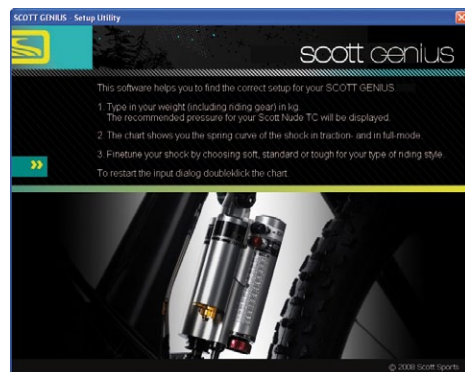 SCOTT GENIUS - Setup Utility
scott genius
This software helps you to find the correct setup for your SCOTT GENIUS.
1. Type in your weight (including riding gear) in kg.
The recommended pressure for your Scott Nude TC will be displayed.
2. The chart shows you the spring curve of the shock in traction- and in full-mode.
3. Finetune your shock by choosing soft, standard or tough for your type of riding style.
To restart the input dialog doubleklick the chart.
© 2008 Scott Sports